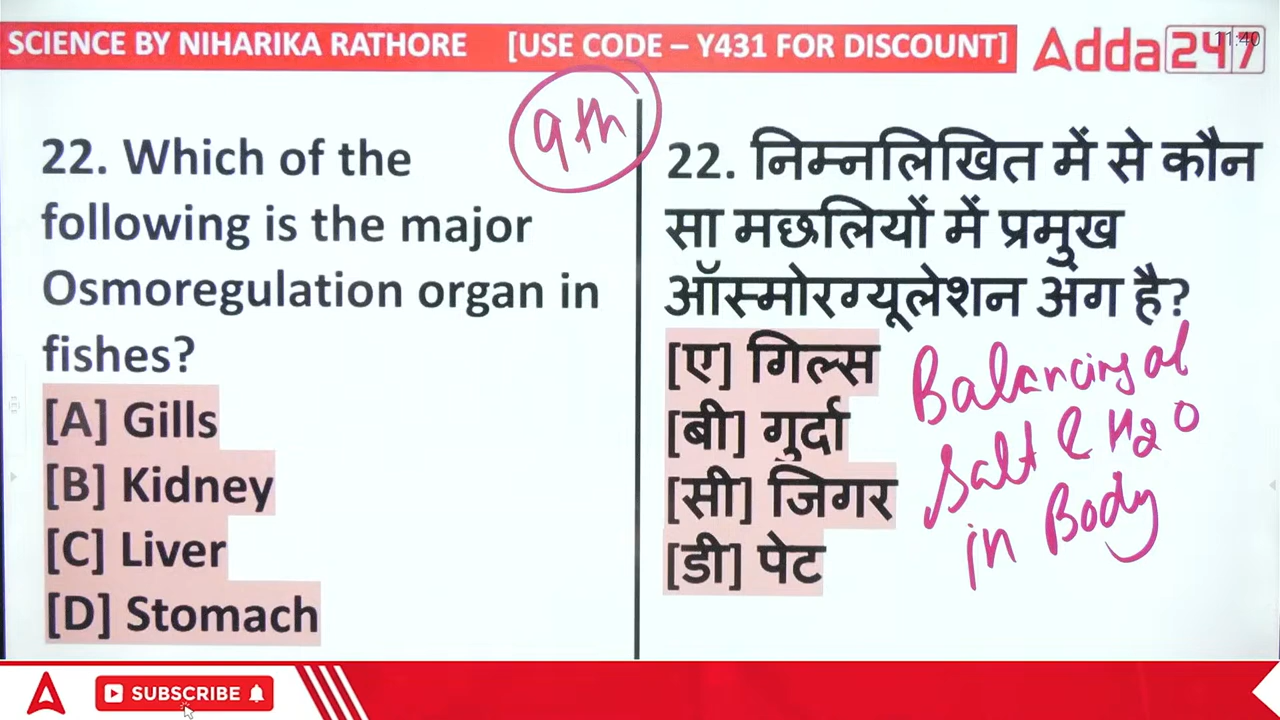 SCIENCE BY NIHARIKA RATHORE [USE CODE – Y431 FOR DISCOUNT]
Adda247
11:40
9th
22. Which of the
following is the major
Osmoregulation organ in
fishes?
[A] Gills
[B] Kidney
[C] Liver
[D] Stomach
22. निम्नलिखित में से कौन
सा मछलियों में प्रमुख
ऑस्मोरग्यूलेशन अंग है?
[ए] गिल्स
[बी] गुर्दा
[सी] जिगर
[डी] पेट
Balancing of
Salt & H2O
in Body
SUBSCRIBE